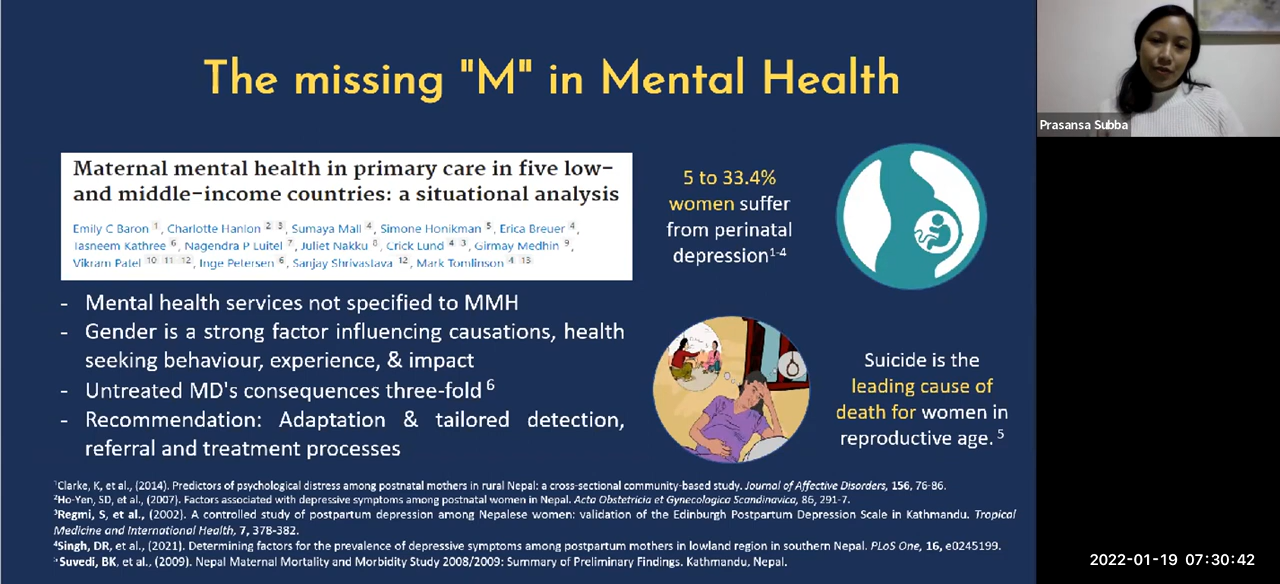 The missing "M" in Mental Health
Prasansa Subba
Maternal mental health in primary care in five low-
and middle-income countries: a situational analysis
Emily C Baron 1, Charlotte Hanlon 2 3, Sumaya Mall 4, Simone Honikman 5, Erica Breuer 4,
Tasneem Kathree 6, Nagendra P Luitel 7, Juliet Nakku 8, Crick Lund 4 3, Girmay Medhin 9,
Vikram Patel 10 11 12, Inge Petersen 6, Sanjay Shrivastava 12, Mark Tomlinson 4 13
- Mental health services not specified to MMH
- Gender is a strong factor influencing causations, health
seeking behaviour, experience, & impact
- Untreated MD's consequences three-fold 6
- Recommendation: Adaptation & tailored detection,
referral and treatment processes
5 to 33.4%
women suffer
from perinatal
depression1-4
Suicide is the
leading cause of
death for women in
reproductive age. 5
1Clarke, K, et al., (2014). Predictors of psychological distress among postnatal mothers in rural Nepal: a cross-sectional community-based study. Journal of Affective Disorders, 156, 76-86.
2Ho-Yen, SD, et al., (2007). Factors associated with depressive symptoms among postnatal women in Nepal. Acta Obstetricia et Gynecologica Scandinavica, 86, 291-7.
3Regmi, S, et al., (2002). A controlled study of postpartum depression among Nepalese women: validation of the Edinburgh Postpartum Depression Scale in Kathmandu. Tropical
Medicine and International Health, 7, 378-382.
4Singh, DR, et al., (2021). Determining factors for the prevalence of depressive symptoms among postpartum mothers in lowland region in southern Nepal. PLoS One, 16, e0245199.
5Suvedi, BK, et al., (2009). Nepal Maternal Mortality and Morbidity Study 2008/2009: Summary of Preliminary Findings. Kathmandu, Nepal.
2022-01-19 07:30:42